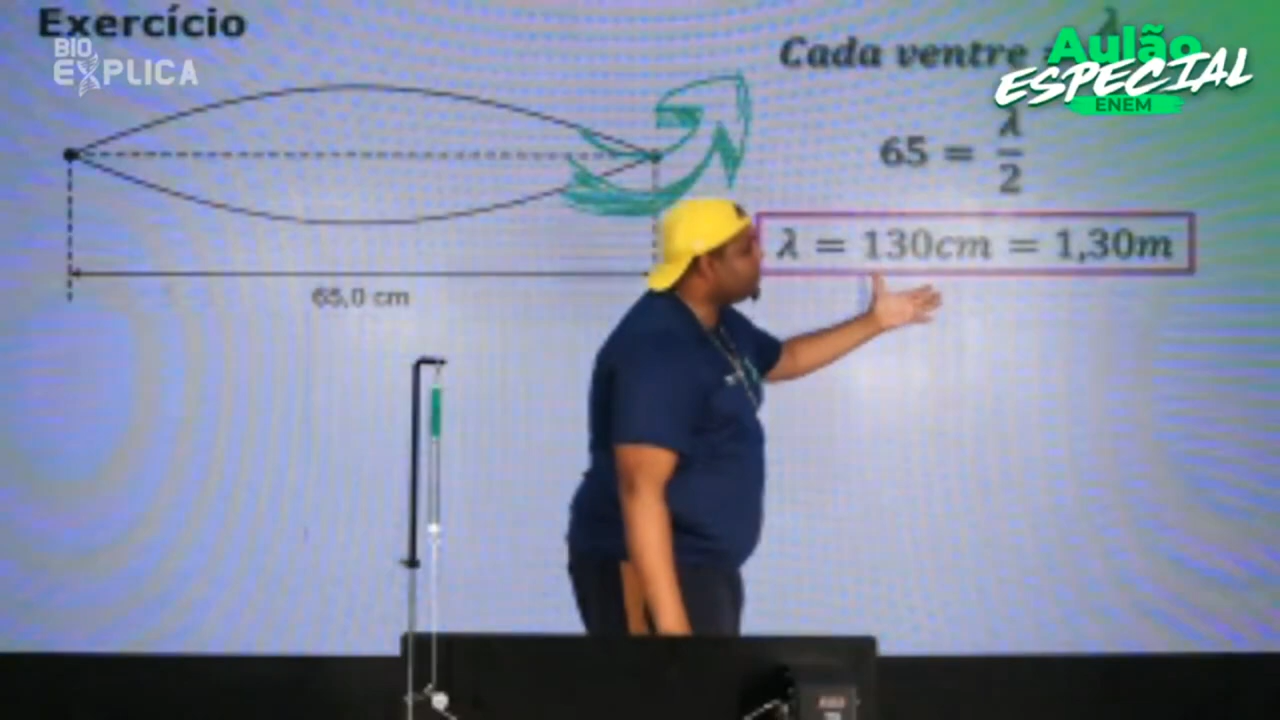 Exercício
BIO
EXPLICA
Cada ventre =
Aulão
ESPECIAL
ENEM
65 = λ/2
λ = 130cm = 1,30m
65,0 cm